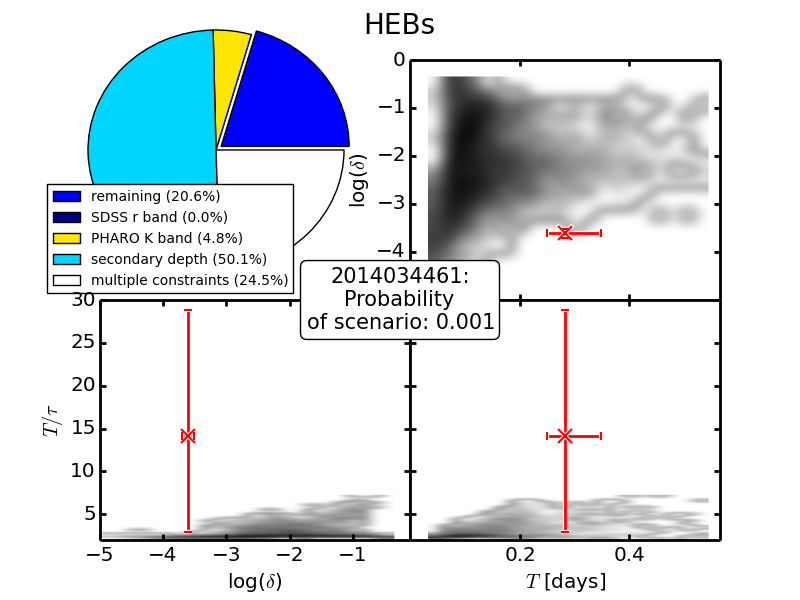 HEBs
remaining (20.6%)
SDSS r band (0.0%)
PHARO K band (4.8%)
secondary depth (50.1%)
multiple constraints (24.5%)
0
−1
−2
−3
−4
log(δ)
2014034461:
Probability
of scenario: 0.001
30
25
20
15
10
5
T/τ
−5 −4 −3 −2 −1
log(δ)
0.2 0.4
T [days]